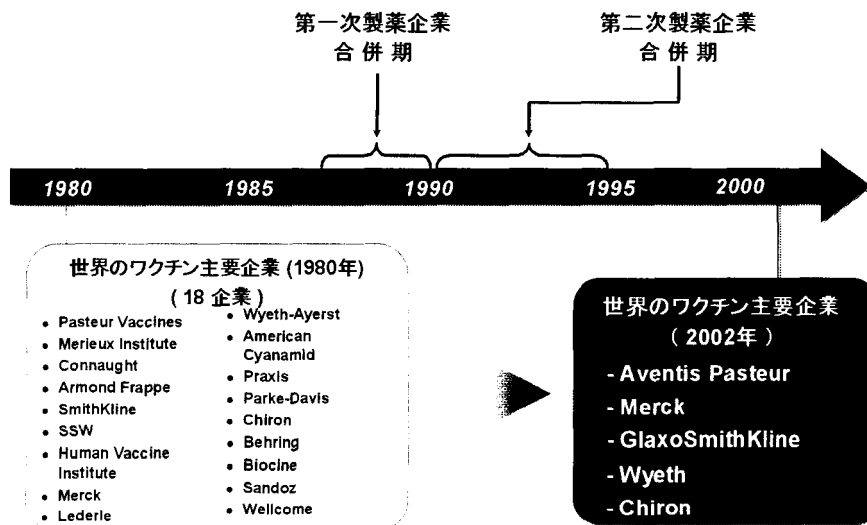 第一次製薬企業
合併期
第二次製薬企業
合併期
1980 1985 1990 1995 2000
世界のワクチン主要企業 (1980年)
( 18 企業 )
• Pasteur Vaccines
• Merieux Institute
• Connaught
• Armond Frappe
• SmithKline
• SSW
• Human Vaccine
Institute
• Merck
• Lederle
• Wyeth-Ayerst
• American
Cyanamid
• Praxis
• Parke-Davis
• Chiron
• Behring
• Biocine
• Sandoz
• Wellcome
世界のワクチン主要企業
( 2002年 )
- Aventis Pasteur
- Merck
- GlaxoSmithKline
- Wyeth
- Chiron